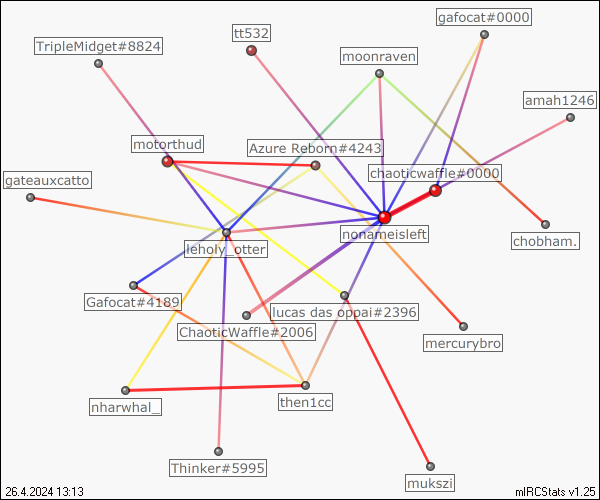 gafocat#0000
tt532
TripleMidget#8824
moonraven
amah1246
motorthud
Azure Reborn#4243
chaoticwaffle#0000
gateauxcatto
nonameisleft
chobham.
leholy_otter
Gafocat#4189
lucas das oppai#2396
ChaoticWaffle#2006
mercurybro
nharwhal_
then1cc
Thinker#5995
mukszi
26.4.2024 13:13
mIRCStats v1.25